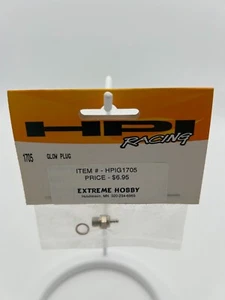 HPI
RACING
1705
GLOW PLUG
ITEM # - HPIG1705
PRICE - $6.95
EXTREME HOBBY